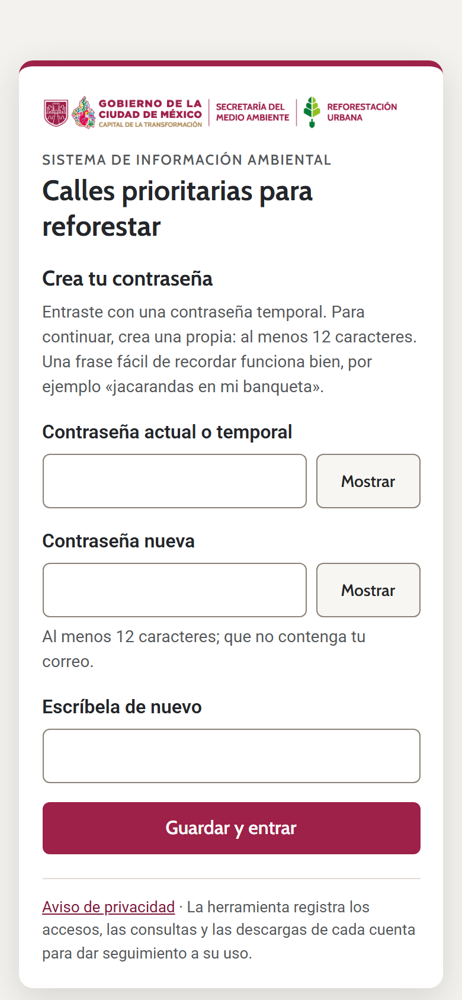 GOBIERNO DE LA
CIUDAD DE MÉXICO
CAPITAL DE LA TRANSFORMACIÓN
SECRETARÍA DEL
MEDIO AMBIENTE
REFORESTACIÓN
URBANA
SISTEMA DE INFORMACIÓN AMBIENTAL
Calles prioritarias para
reforestar
Crea tu contraseña
Entraste con una contraseña temporal. Para
continuar, crea una propia: al menos 12 caracteres.
Una frase fácil de recordar funciona bien, por
ejemplo «jacarandas en mi banqueta».
Contraseña actual o temporal
Mostrar
Contraseña nueva
Mostrar
Al menos 12 caracteres; que no contenga tu
correo.
Escríbela de nuevo
Guardar y entrar
Aviso de privacidad · La herramienta registra los
accesos, las consultas y las descargas de cada cuenta
para dar seguimiento a su uso.